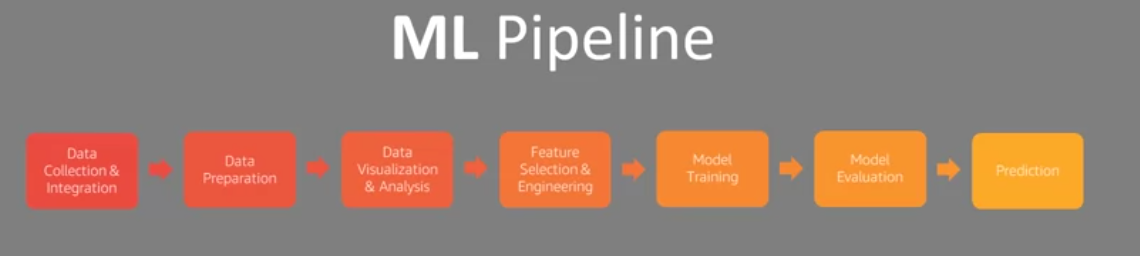 ML Pipeline
Data
Collection &
Integration
Data
Preparation
Data
Visualization
& Analysis
Feature
Selection &
Engineering
Model
Training
Model
Evaluation
Prediction